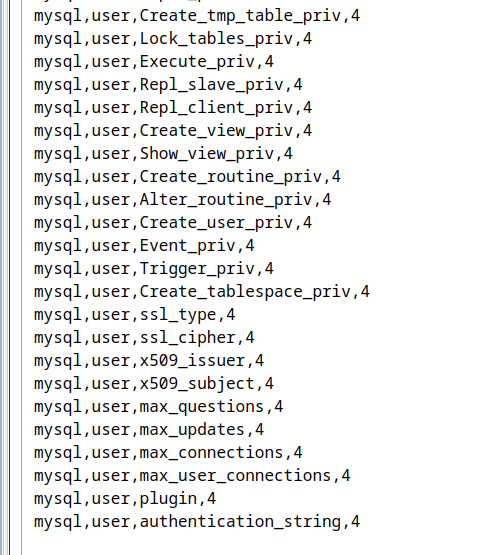 mysql,user,Create_tmp_table_priv,4
mysql,user,Lock_tables_priv,4
mysql,user,Execute_priv,4
mysql,user,Repl_slave_priv,4
mysql,user,Repl_client_priv,4
mysql,user,Create_view_priv,4
mysql,user,Show_view_priv,4
mysql,user,Create_routine_priv,4
mysql,user,Alter_routine_priv,4
mysql,user,Create_user_priv,4
mysql,user,Event_priv,4
mysql,user,Trigger_priv,4
mysql,user,Create_tablespace_priv,4
mysql,user,ssl_type,4
mysql,user,ssl_cipher,4
mysql,user,x509_issuer,4
mysql,user,x509_subject,4
mysql,user,max_questions,4
mysql,user,max_updates,4
mysql,user,max_connections,4
mysql,user,max_user_connections,4
mysql,user,plugin,4
mysql,user,authentication_string,4